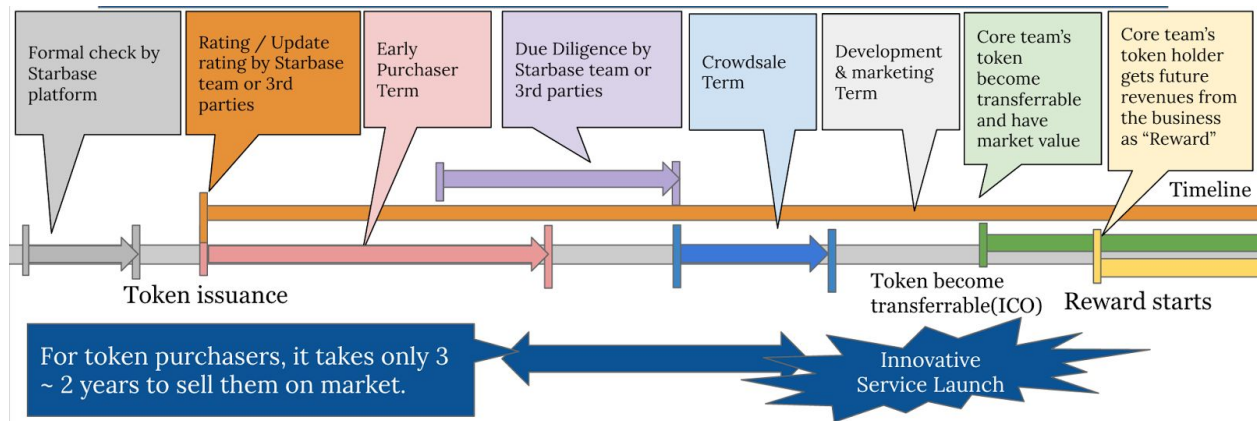 Formal check by
Starbase
platform
Rating / Update
rating by Starbase
team or 3rd
parties
Early
Purchaser
Term
Due Diligence by
Starbase team or
3rd parties
Crowdsale
Term
Development
& marketing
Term
Core team's
token
become
transferrable
and have
market value
Core team's
token holder
gets future
revenues from
the business
as “Reward”
Timeline
Token issuance
Token become
transferrable(ICO)
Reward starts
For token purchasers, it takes only 3
~ 2 years to sell them on market.
Innovative
Service Launch